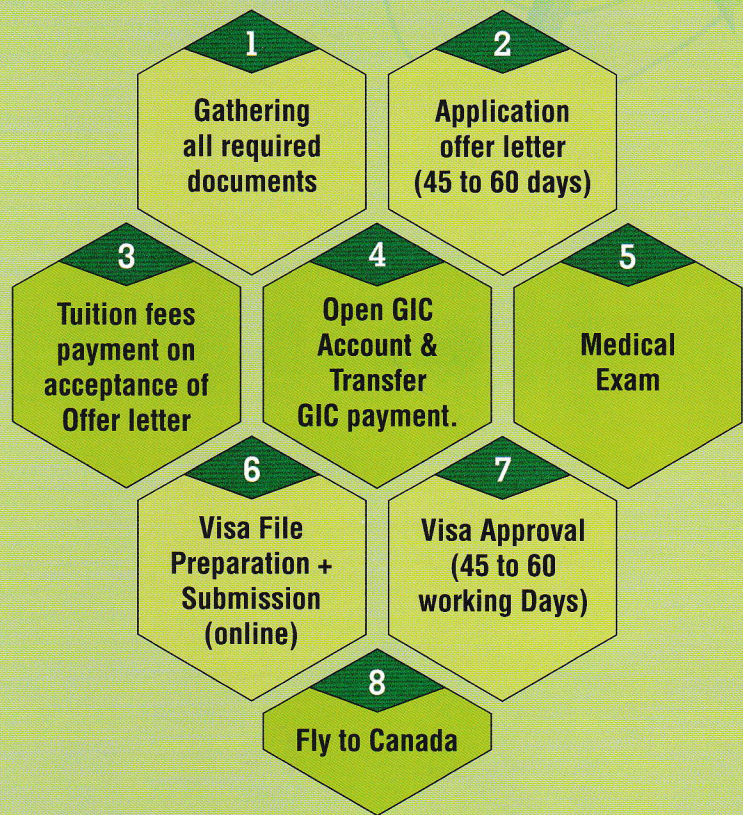 1
Gathering
all required
documents
2
Application
offer letter
(45 to 60 days)
3
Tuition fees
payment on
acceptance of
Offer letter
4
Open GIC
Account &
Transfer
GIC payment.
5
Medical
Exam
6
Visa File
Preparation +
Submission
(online)
7
Visa Approval
(45 to 60
working Days)
8
Fly to Canada